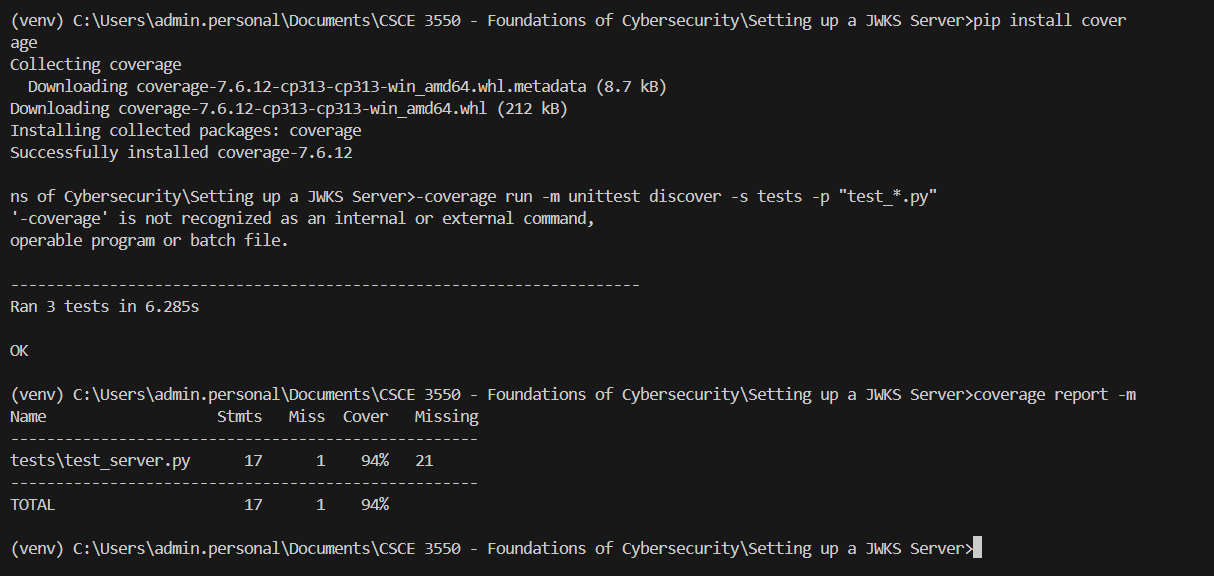 (venv) C:\Users\admin.personal\Documents\CSCE 3550 - Foundations of Cybersecurity\Setting up a JWKS Server>pip install cover
age
Collecting coverage
  Downloading coverage-7.6.12-cp313-cp313-win_amd64.whl.metadata (8.7 kB)
Downloading coverage-7.6.12-cp313-cp313-win_amd64.whl (212 kB)
Installing collected packages: coverage
Successfully installed coverage-7.6.12

ns of Cybersecurity\Setting up a JWKS Server>-coverage run -m unittest discover -s tests -p "test_*.py"
'-coverage' is not recognized as an internal or external command,
operable program or batch file.

----------------------------------------------------------------------
Ran 3 tests in 6.285s

OK

(venv) C:\Users\admin.personal\Documents\CSCE 3550 - Foundations of Cybersecurity\Setting up a JWKS Server>coverage report -m
Name                   Stmts   Miss  Cover   Missing
----------------------------------------------------
tests\test_server.py      17      1    94%   21
----------------------------------------------------
TOTAL                     17      1    94%

(venv) C:\Users\admin.personal\Documents\CSCE 3550 - Foundations of Cybersecurity\Setting up a JWKS Server>